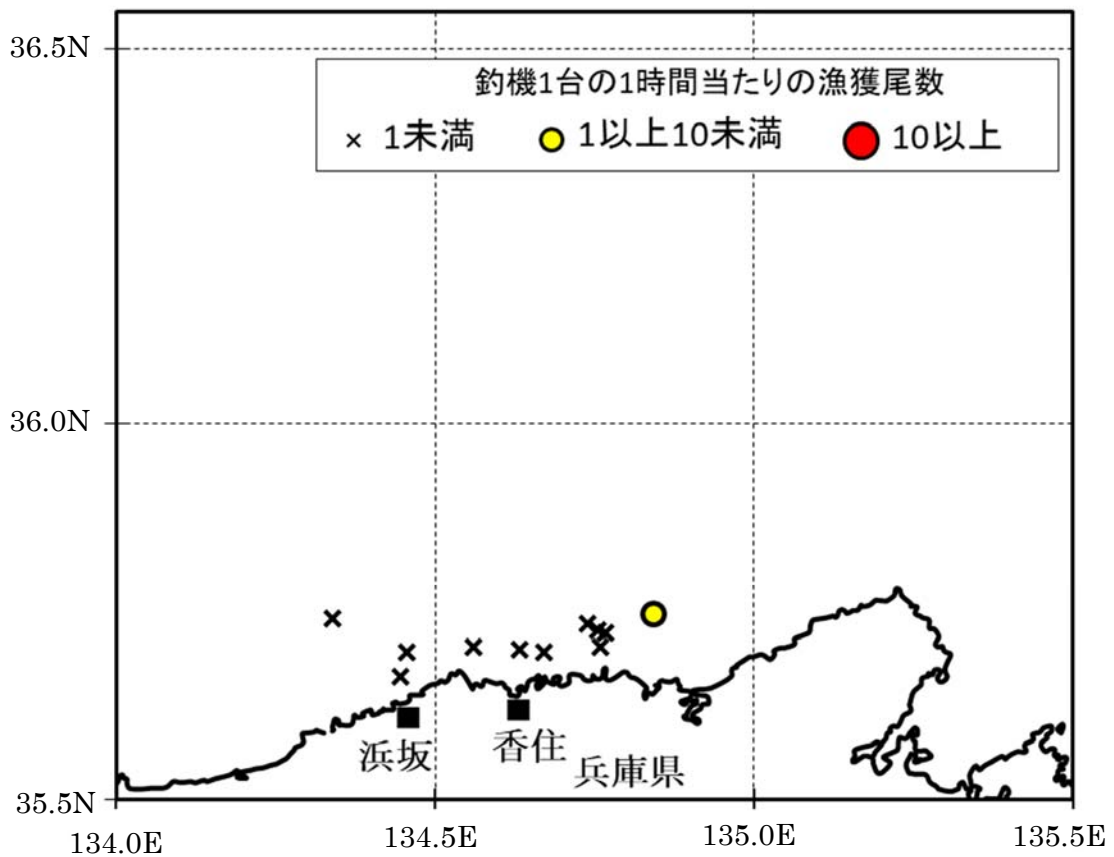 36.5N
釣機1台の1時間当たりの漁獲尾数
× 1未満 1以上10未満 10以上
36.0N
浜坂
香住
兵庫県
35.5N
134.0E 134.5E 135.0E 135.5E